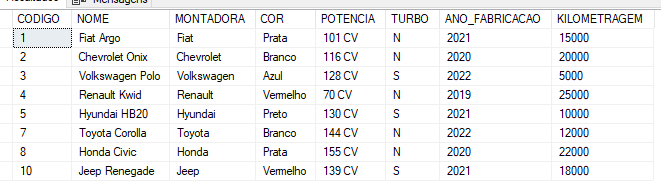 Mensagens
CODIGO NOME MONTADORA COR POTENCIA TURBO ANO_FABRICACAO KILOMETRAGEM
1 Fiat Argo Fiat Prata 101 CV N 2021 15000
2 Chevrolet Onix Chevrolet Branco 116 CV N 2020 20000
3 Volkswagen Polo Volkswagen Azul 128 CV S 2022 5000
4 Renault Kwid Renault Vermelho 70 CV N 2019 25000
5 Hyundai HB20 Hyundai Preto 130 CV S 2021 10000
7 Toyota Corolla Toyota Branco 144 CV N 2022 12000
8 Honda Civic Honda Prata 155 CV N 2020 22000
10 Jeep Renegade Jeep Vermelho 139 CV S 2021 18000